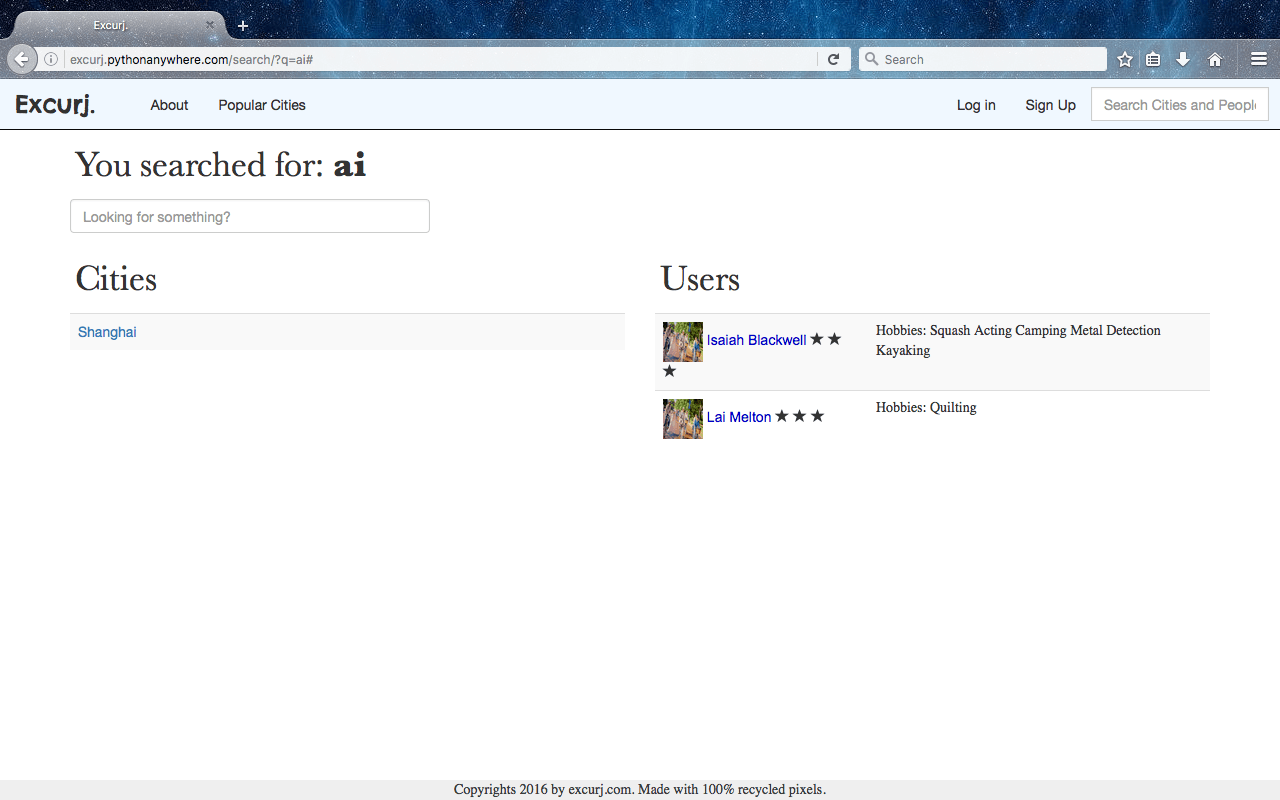 Excurj.
excurj.pythonanywhere.com/search/?q=ai#
Search
Excurj.
About
Popular Cities
Log in
Sign Up
Search Cities and People
You searched for: ai
Looking for something?
Cities
Shanghai
Users
Isaiah Blackwell ★ ★
★
Hobbies: Squash Acting Camping Metal Detection
Kayaking
Lai Melton ★ ★ ★
Hobbies: Quilting
Copyrights 2016 by excurj.com. Made with 100% recycled pixels.